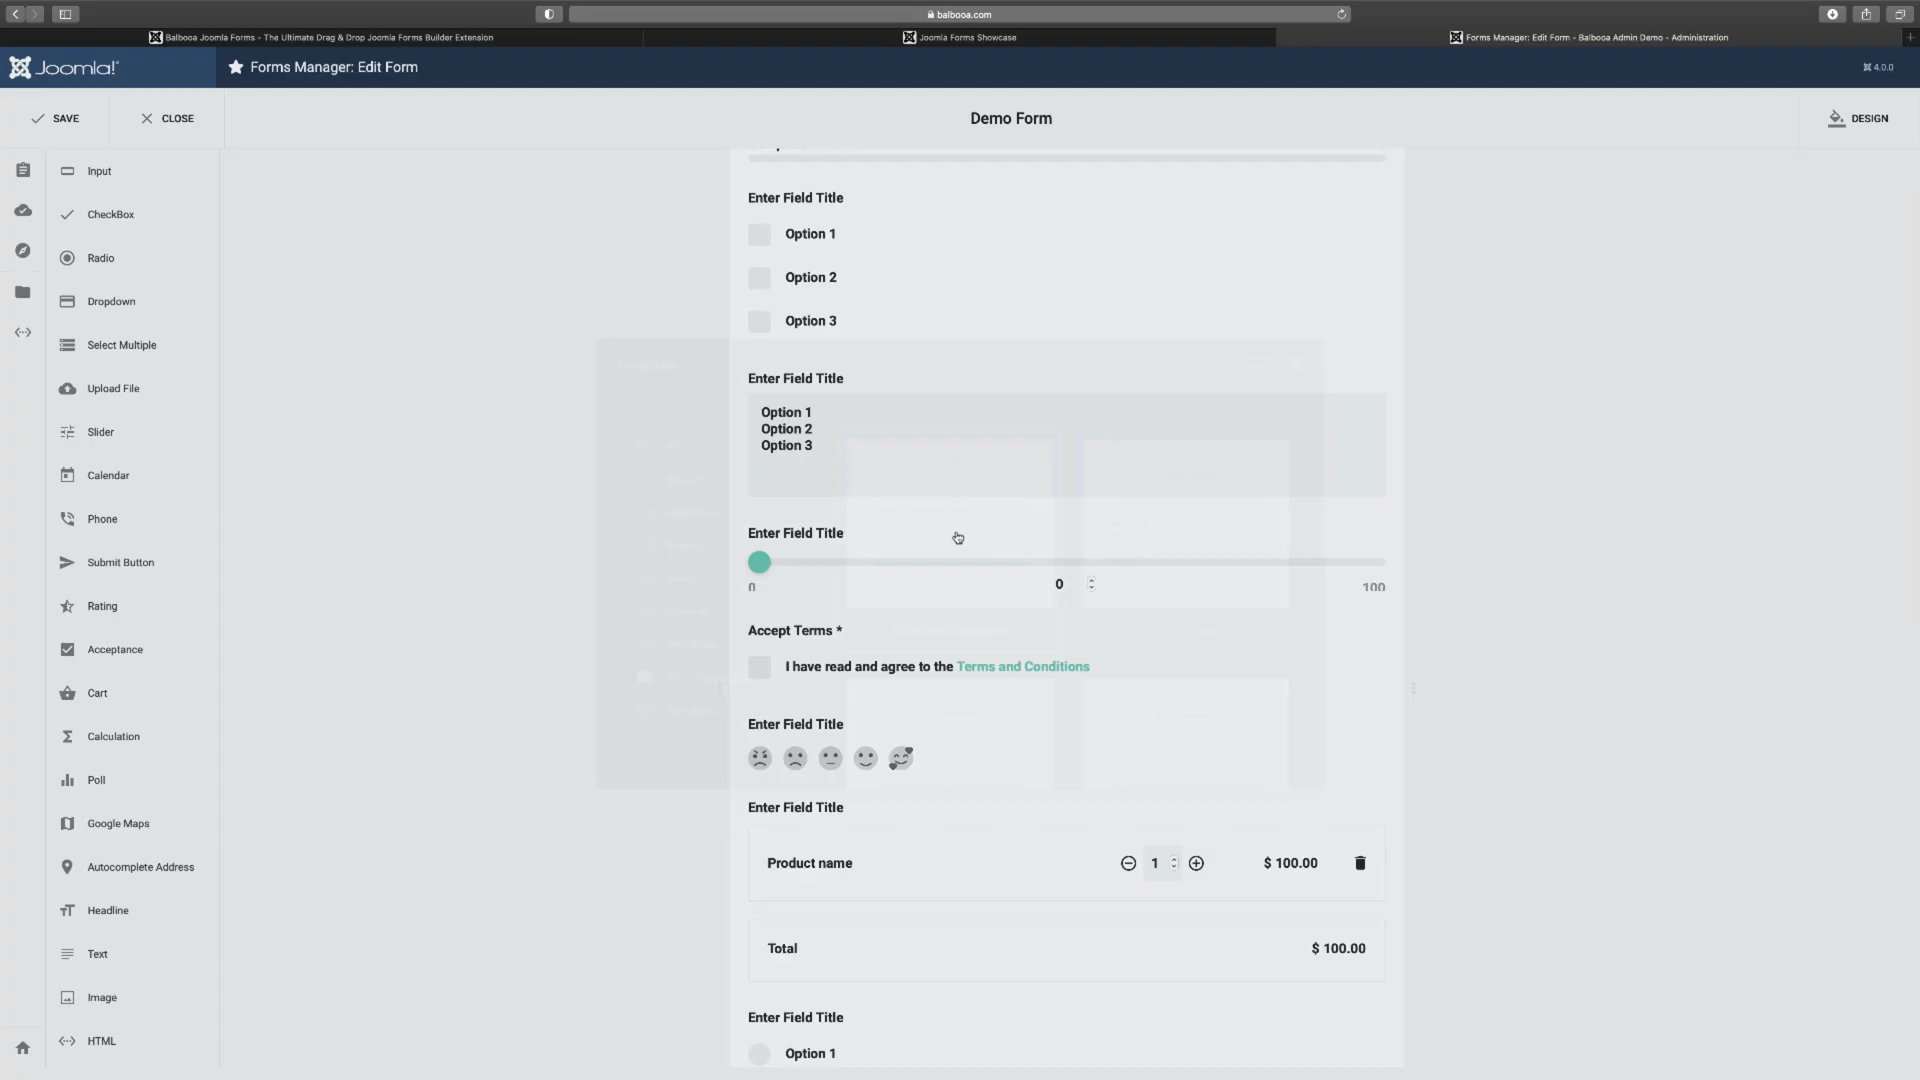 balbooa.com
Balbooa Joomla Forms - The Ultimate Drag & Drop Joomla Forms Builder Extension
Joomla Forms Showcase
Forms Manager: Edit Form - Balbooa Admin Demo - Administration
Joomla!
Forms Manager: Edit Form
4.0.0
SAVE
CLOSE
Demo Form
DESIGN
Input
CheckBox
Radio
Dropdown
Select Multiple
Upload File
Slider
Calendar
Phone
Submit Button
Rating
Acceptance
Cart
Calculation
Poll
Google Maps
Autocomplete Address
Headline
Text
Image
HTML
Enter Field Title
Option 1
Option 2
Option 3
Enter Field Title
Option 1
Option 2
Option 3
Enter Field Title
0
0
100
Accept Terms *
I have read and agree to the Terms and Conditions
Enter Field Title
Enter Field Title
Product name
1
$ 100.00
Total
$ 100.00
Enter Field Title
Option 1